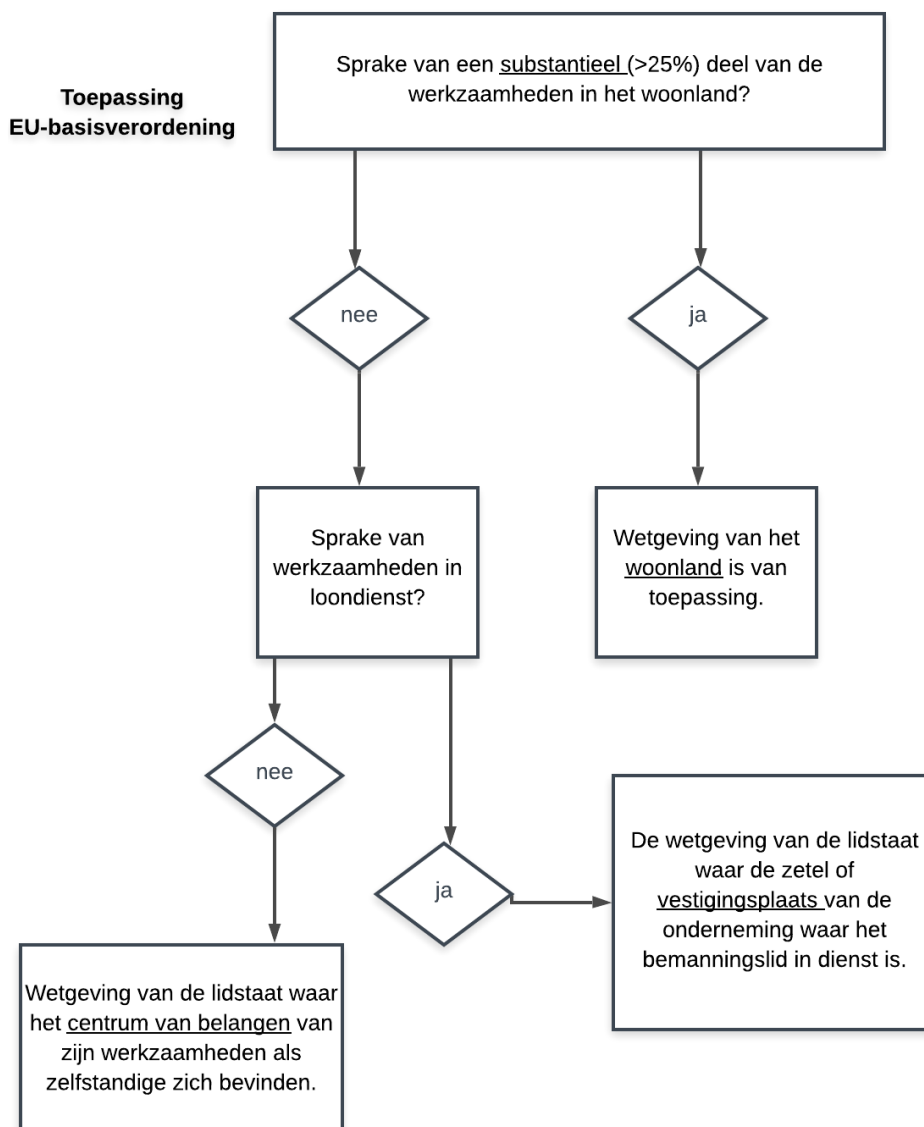 Toepassing
EU-basisverordening
Sprake van een substantieel (>25%) deel van de
werkzaamheden in het woonland?
nee
ja
Sprake van
werkzaamheden in
loondienst?
Wetgeving van het
woonland is van
toepassing.
nee
ja
De wetgeving van de lidstaat
waar de zetel of
vestigingsplaats van de
onderneming waar het
bemanningslid in dienst is.
Wetgeving van de lidstaat waar
het centrum van belangen van
zijn werkzaamheden als
zelfstandige zich bevinden.